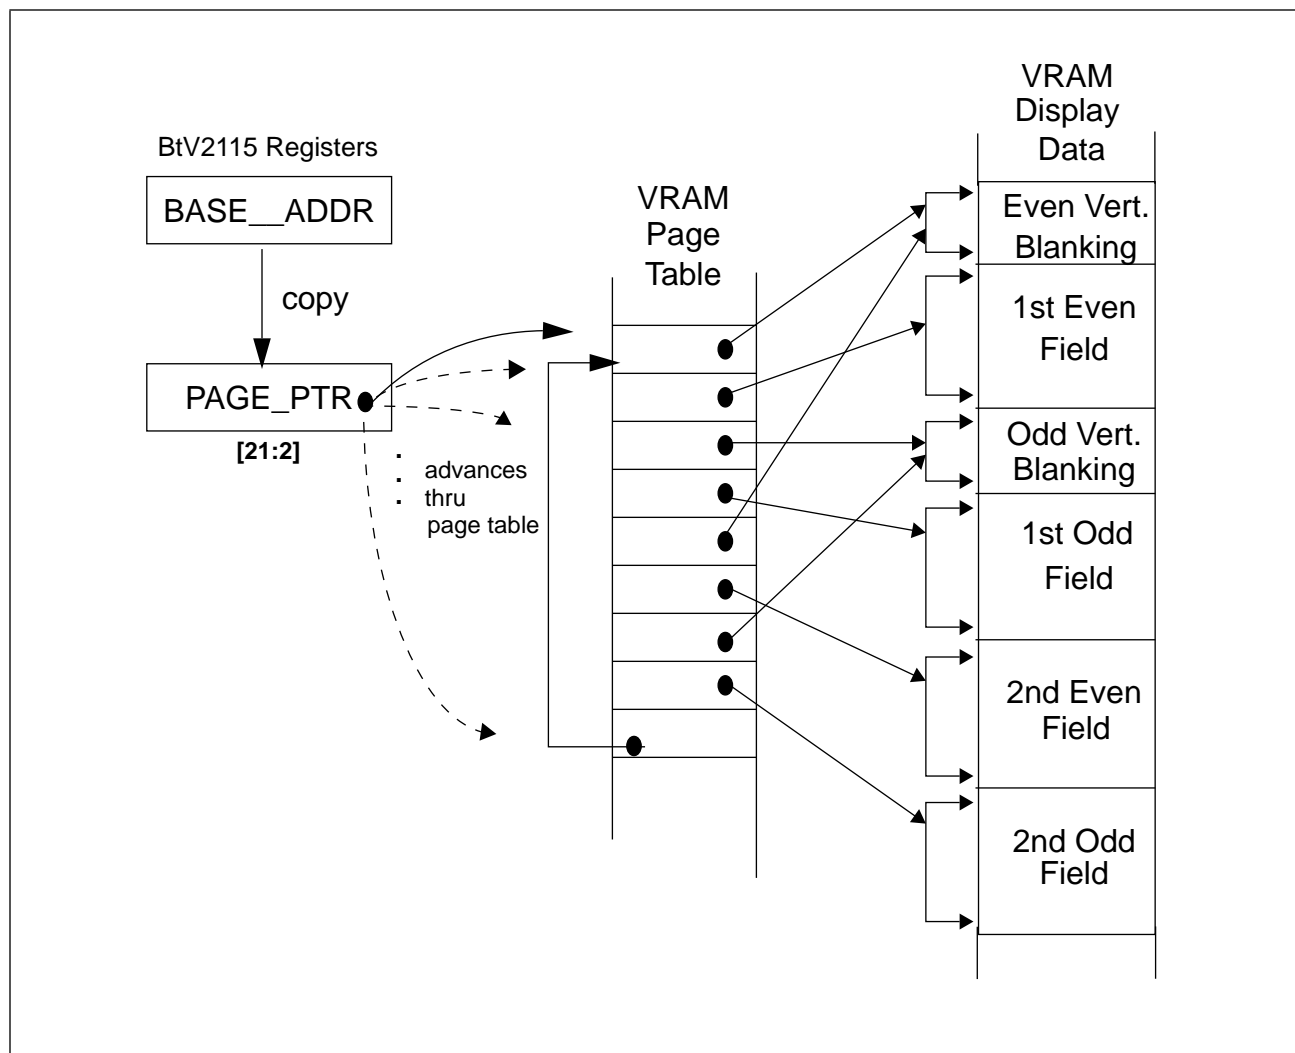 BtV2115 Registers
BASE__ADDR
copy
PAGE_PTR
[21:2]
advances
thru
page table
VRAM
Page
Table
VRAM
Display
Data
Even Vert.
Blanking
1st Even
Field
Odd Vert.
Blanking
1st Odd
Field
2nd Even
Field
2nd Odd
Field